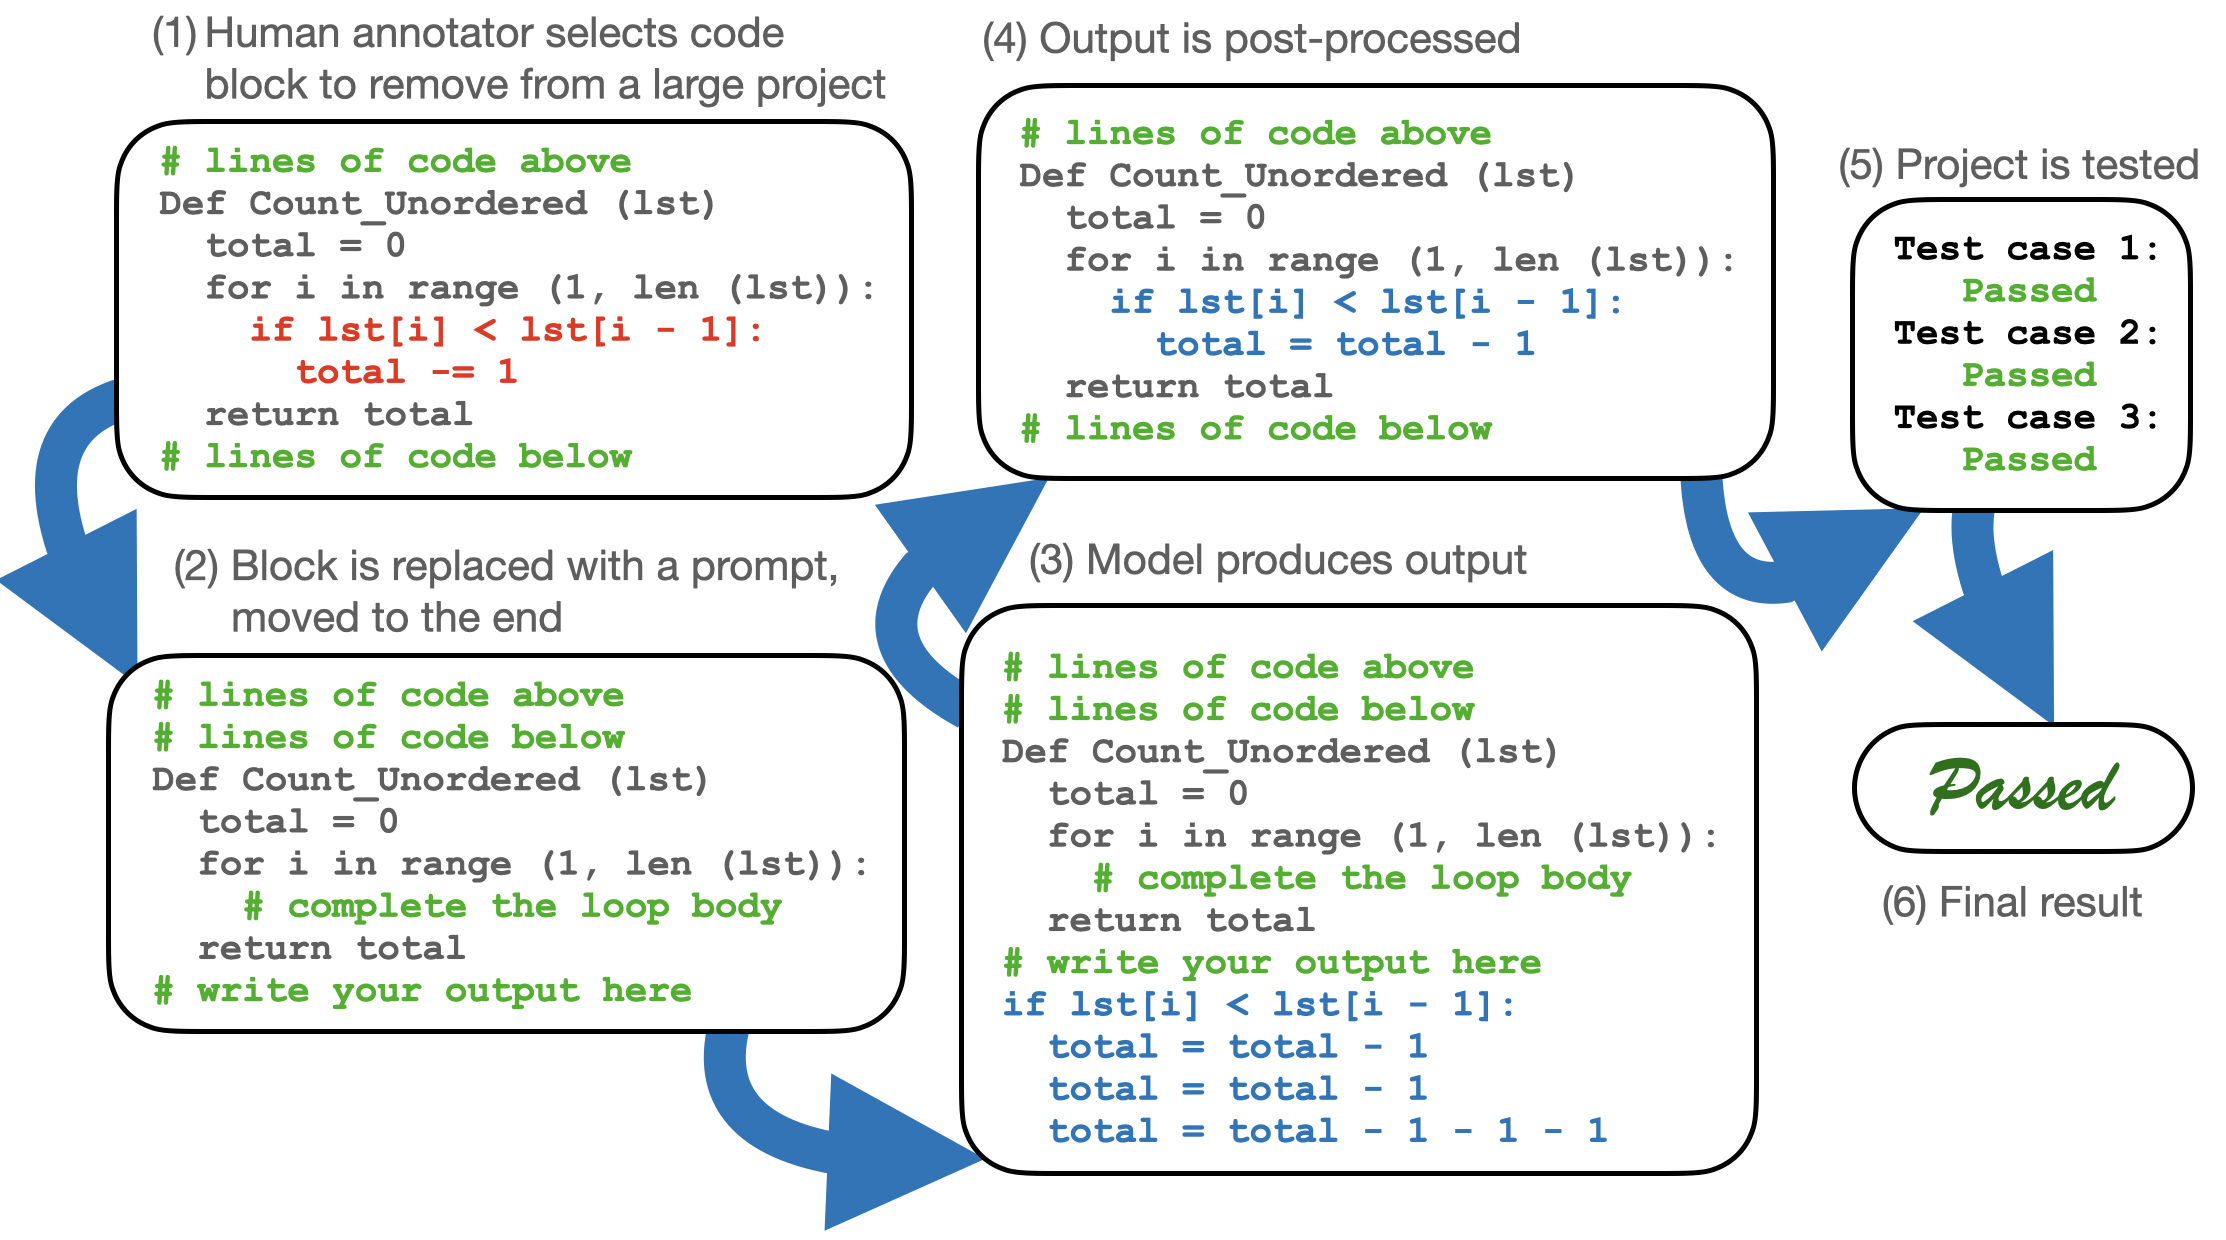 (1) Human annotator selects code
block to remove from a large project
# lines of code above
Def Count_Unordered (lst)
total = 0
for i in range (1, len (lst)):
if lst[i] < lst[i - 1]:
total -= 1
return total
# lines of code below
(2) Block is replaced with a prompt,
moved to the end
# lines of code above
# lines of code below
Def Count_Unordered (lst)
total = 0
for i in range (1, len (lst)):
# complete the loop body
return total
# write your output here
(3) Model produces output
# lines of code above
# lines of code below
Def Count_Unordered (lst)
total = 0
for i in range (1, len (lst)):
# complete the loop body
return total
# write your output here
if lst[i] < lst[i - 1]:
total = total - 1
total = total - 1
total = total - 1 - 1 - 1
(4) Output is post-processed
# lines of code above
Def Count_Unordered (lst)
total = 0
for i in range (1, len (lst)):
if lst[i] < lst[i - 1]:
total = total - 1
return total
# lines of code below
(5) Project is tested
Test case 1:
Passed
Test case 2:
Passed
Test case 3:
Passed
Passed
(6) Final result